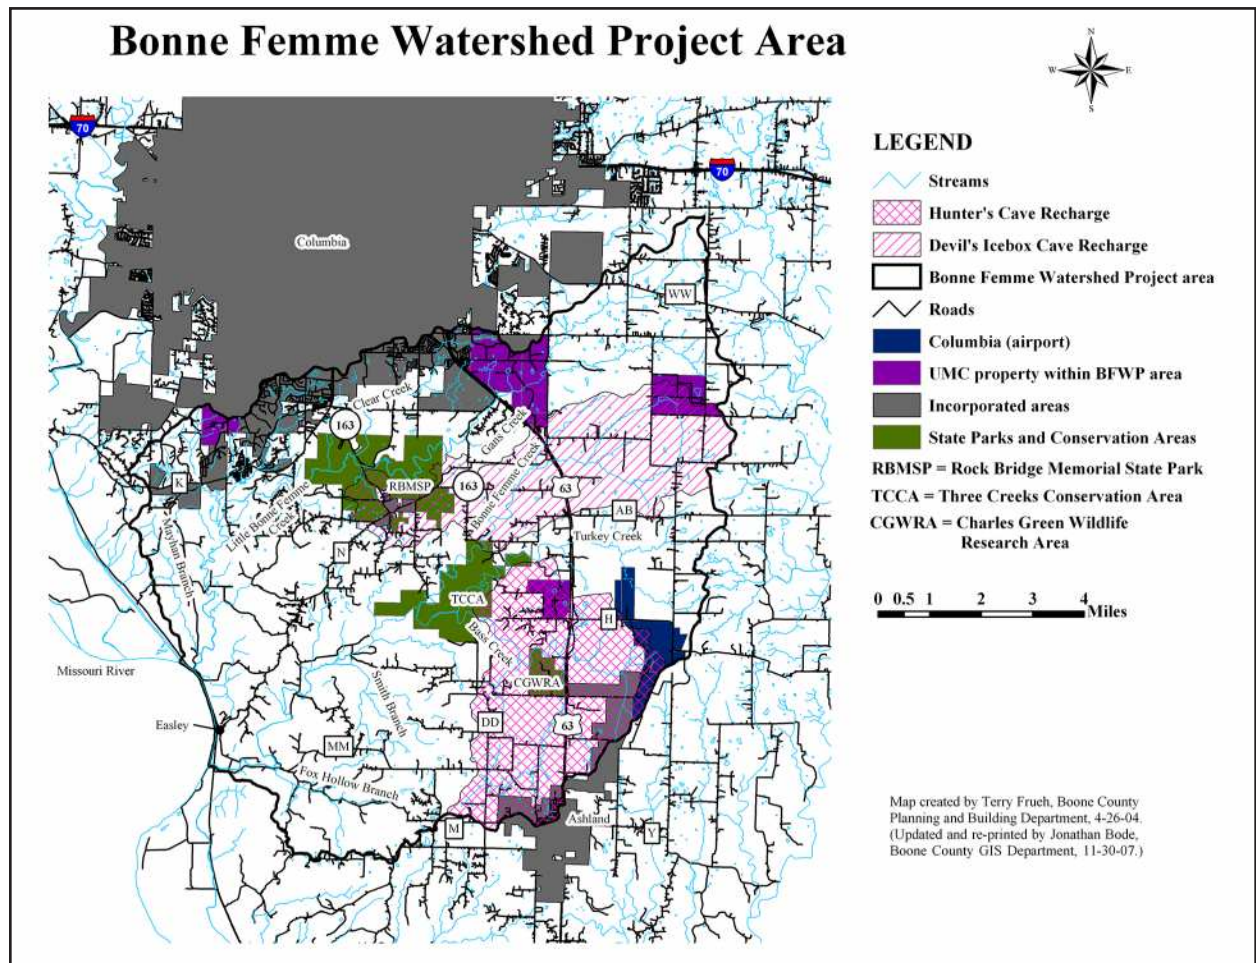 Bonne Femme Watershed Project Area
N
W
E
S
70
70
Columbia
WW
Clear Creek
163
Gans Creek
K
RBMSP
163
63
Little Bonne Femme
Creek
Bonne Femme Creek
AB
Mayhan Branch
N
Turkey Creek
TCCA
H
Bass Creek
Missouri River
CGWRA
Smith Branch
Easley
DD
63
MM
Fox Hollow Branch
Ashland
M
Y
LEGEND
Streams
Hunter's Cave Recharge
Devil's Icebox Cave Recharge
Bonne Femme Watershed Project area
Roads
Columbia (airport)
UMC property within BFWP area
Incorporated areas
State Parks and Conservation Areas
RBMSP = Rock Bridge Memorial State Park
TCCA = Three Creeks Conservation Area
CGWRA = Charles Green Wildlife
Research Area
0 0.5 1 2 3 4
Miles
Map created by Terry Frueh, Boone County
Planning and Building Department, 4-26-04.
(Updated and re-printed by Jonathan Bode,
Boone County GIS Department, 11-30-07.)